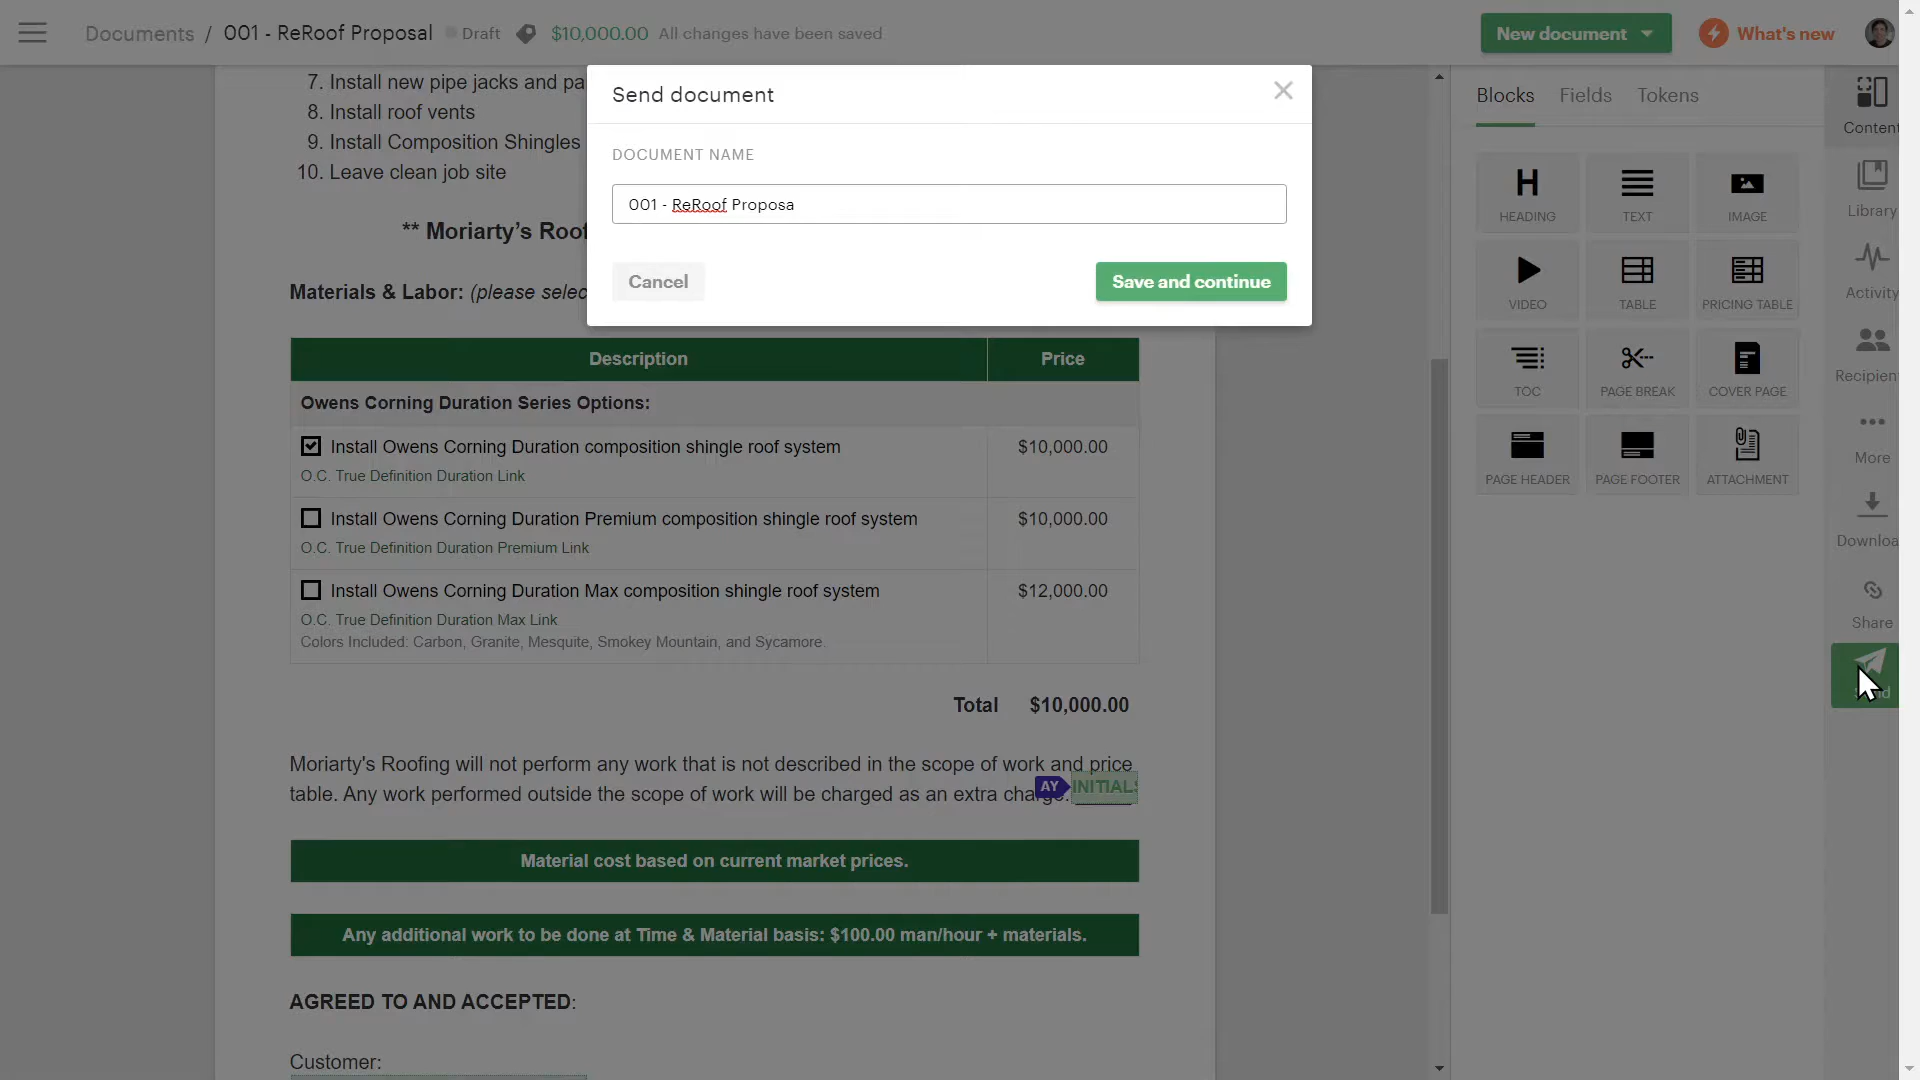 Documents / 001 - ReRoof Proposal Draft $10,000.00 All changes have been saved
New document What's new
7. Install new pipe jacks and pa
8. Install roof vents
9. Install Composition Shingles
10. Leave clean job site
** Moriarty’s Roof
Materials & Labor: (please selec
Send document
DOCUMENT NAME
001 - ReRoof Proposa
Cancel Save and continue
Description Price
Owens Corning Duration Series Options:
Install Owens Corning Duration composition shingle roof system $10,000.00
O.C. True Definition Duration Link
Install Owens Corning Duration Premium composition shingle roof system $10,000.00
O.C. True Definition Duration Premium Link
Install Owens Corning Duration Max composition shingle roof system $12,000.00
O.C. True Definition Duration Max Link
Colors Included: Carbon, Granite, Mesquite, Smokey Mountain, and Sycamore.
Total $10,000.00
Moriarty's Roofing will not perform any work that is not described in the scope of work and price
table. Any work performed outside the scope of work will be charged as an extra charge.
AY INITIALS
Material cost based on current market prices.
Any additional work to be done at Time & Material basis: $100.00 man/hour + materials.
AGREED TO AND ACCEPTED:
Customer:
Blocks Fields Tokens
HEADING TEXT IMAGE
VIDEO TABLE PRICING TABLE
TOC PAGE BREAK COVER PAGE
PAGE HEADER PAGE FOOTER ATTACHMENT
Content
Library
Activity
Recipien
More
Downloa
Share